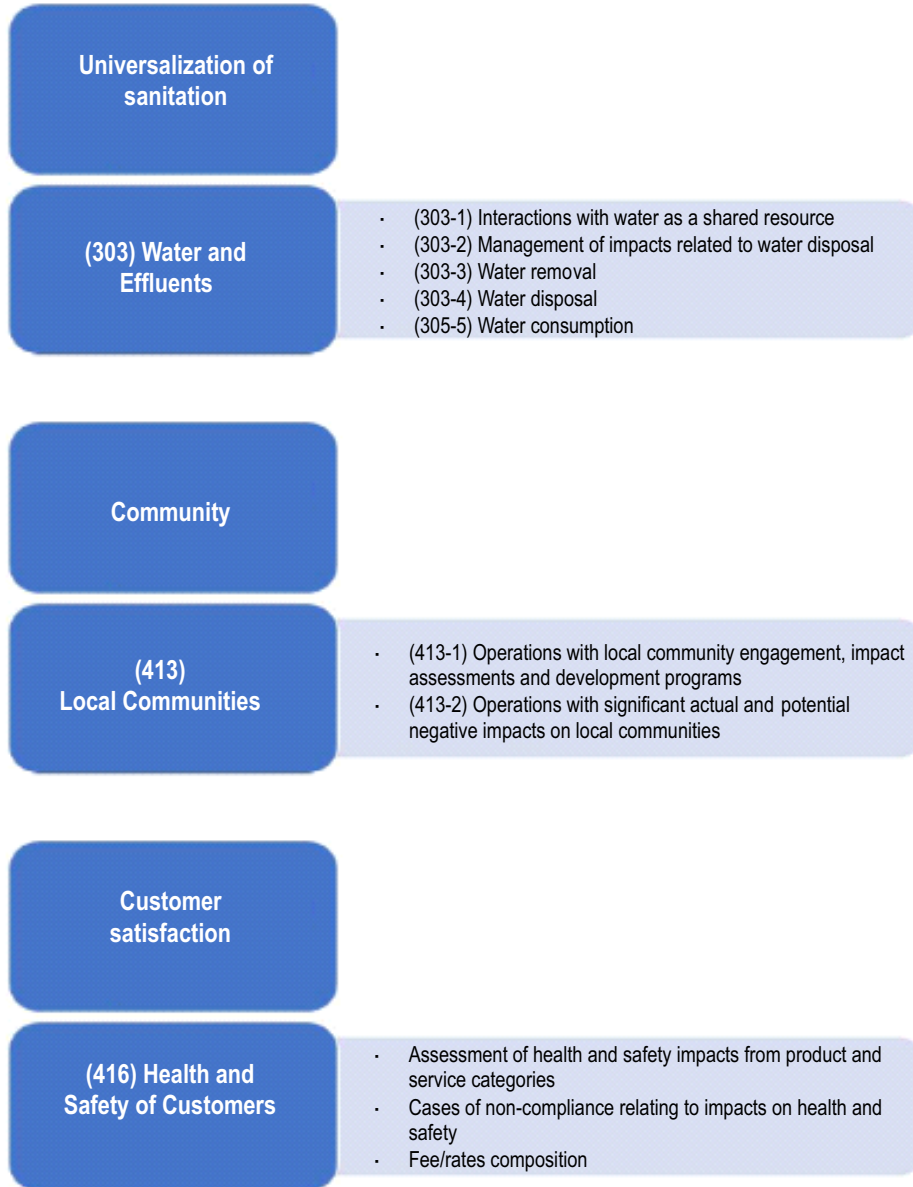 Universalization of
sanitation
(303) Water and
Effluents
· (303-1) Interactions with water as a shared resource
· (303-2) Management of impacts related to water disposal
· (303-3) Water removal
· (303-4) Water disposal
· (305-5) Water consumption
Community
(413)
Local Communities
· (413-1) Operations with local community engagement, impact
assessments and development programs
· (413-2) Operations with significant actual and potential
negative impacts on local communities
Customer
satisfaction
(416) Health and
Safety of Customers
· Assessment of health and safety impacts from product and
service categories
· Cases of non-compliance relating to impacts on health and
safety
· Fee/rates composition